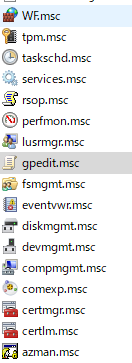 WF.msc
tpm.msc
taskschd.msc
services.msc
rsop.msc
perfmon.msc
lusrmgr.msc
gpedit.msc
fsmgmt.msc
eventvwr.msc
diskmgmt.msc
devmgmt.msc
compmgmt.msc
comexp.msc
certmgr.msc
certlm.msc
azman.msc